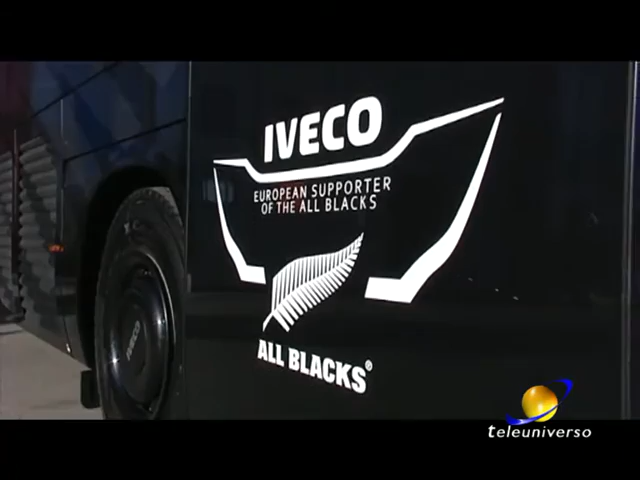 IVECO
EUROPEAN SUPPORTER
OF THE ALL BLACKS
ALL BLACKS®
IVECO
teleuniverso